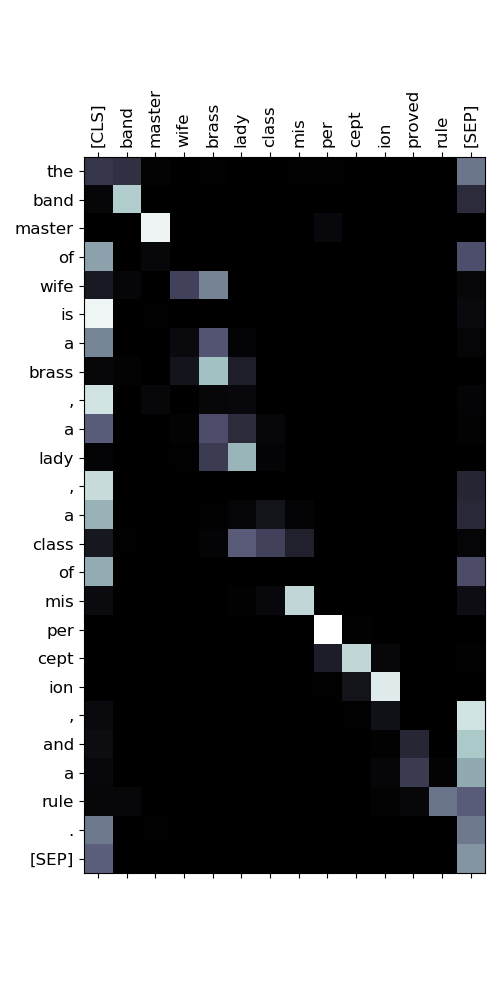 [CLS] band master wife brass lady class mis per cept ion proved rule [SEP]
the
band
master
of
wife
is
a
brass
,
a
lady
,
a
class
of
mis
per
cept
ion
,
and
a
rule
.
[SEP]